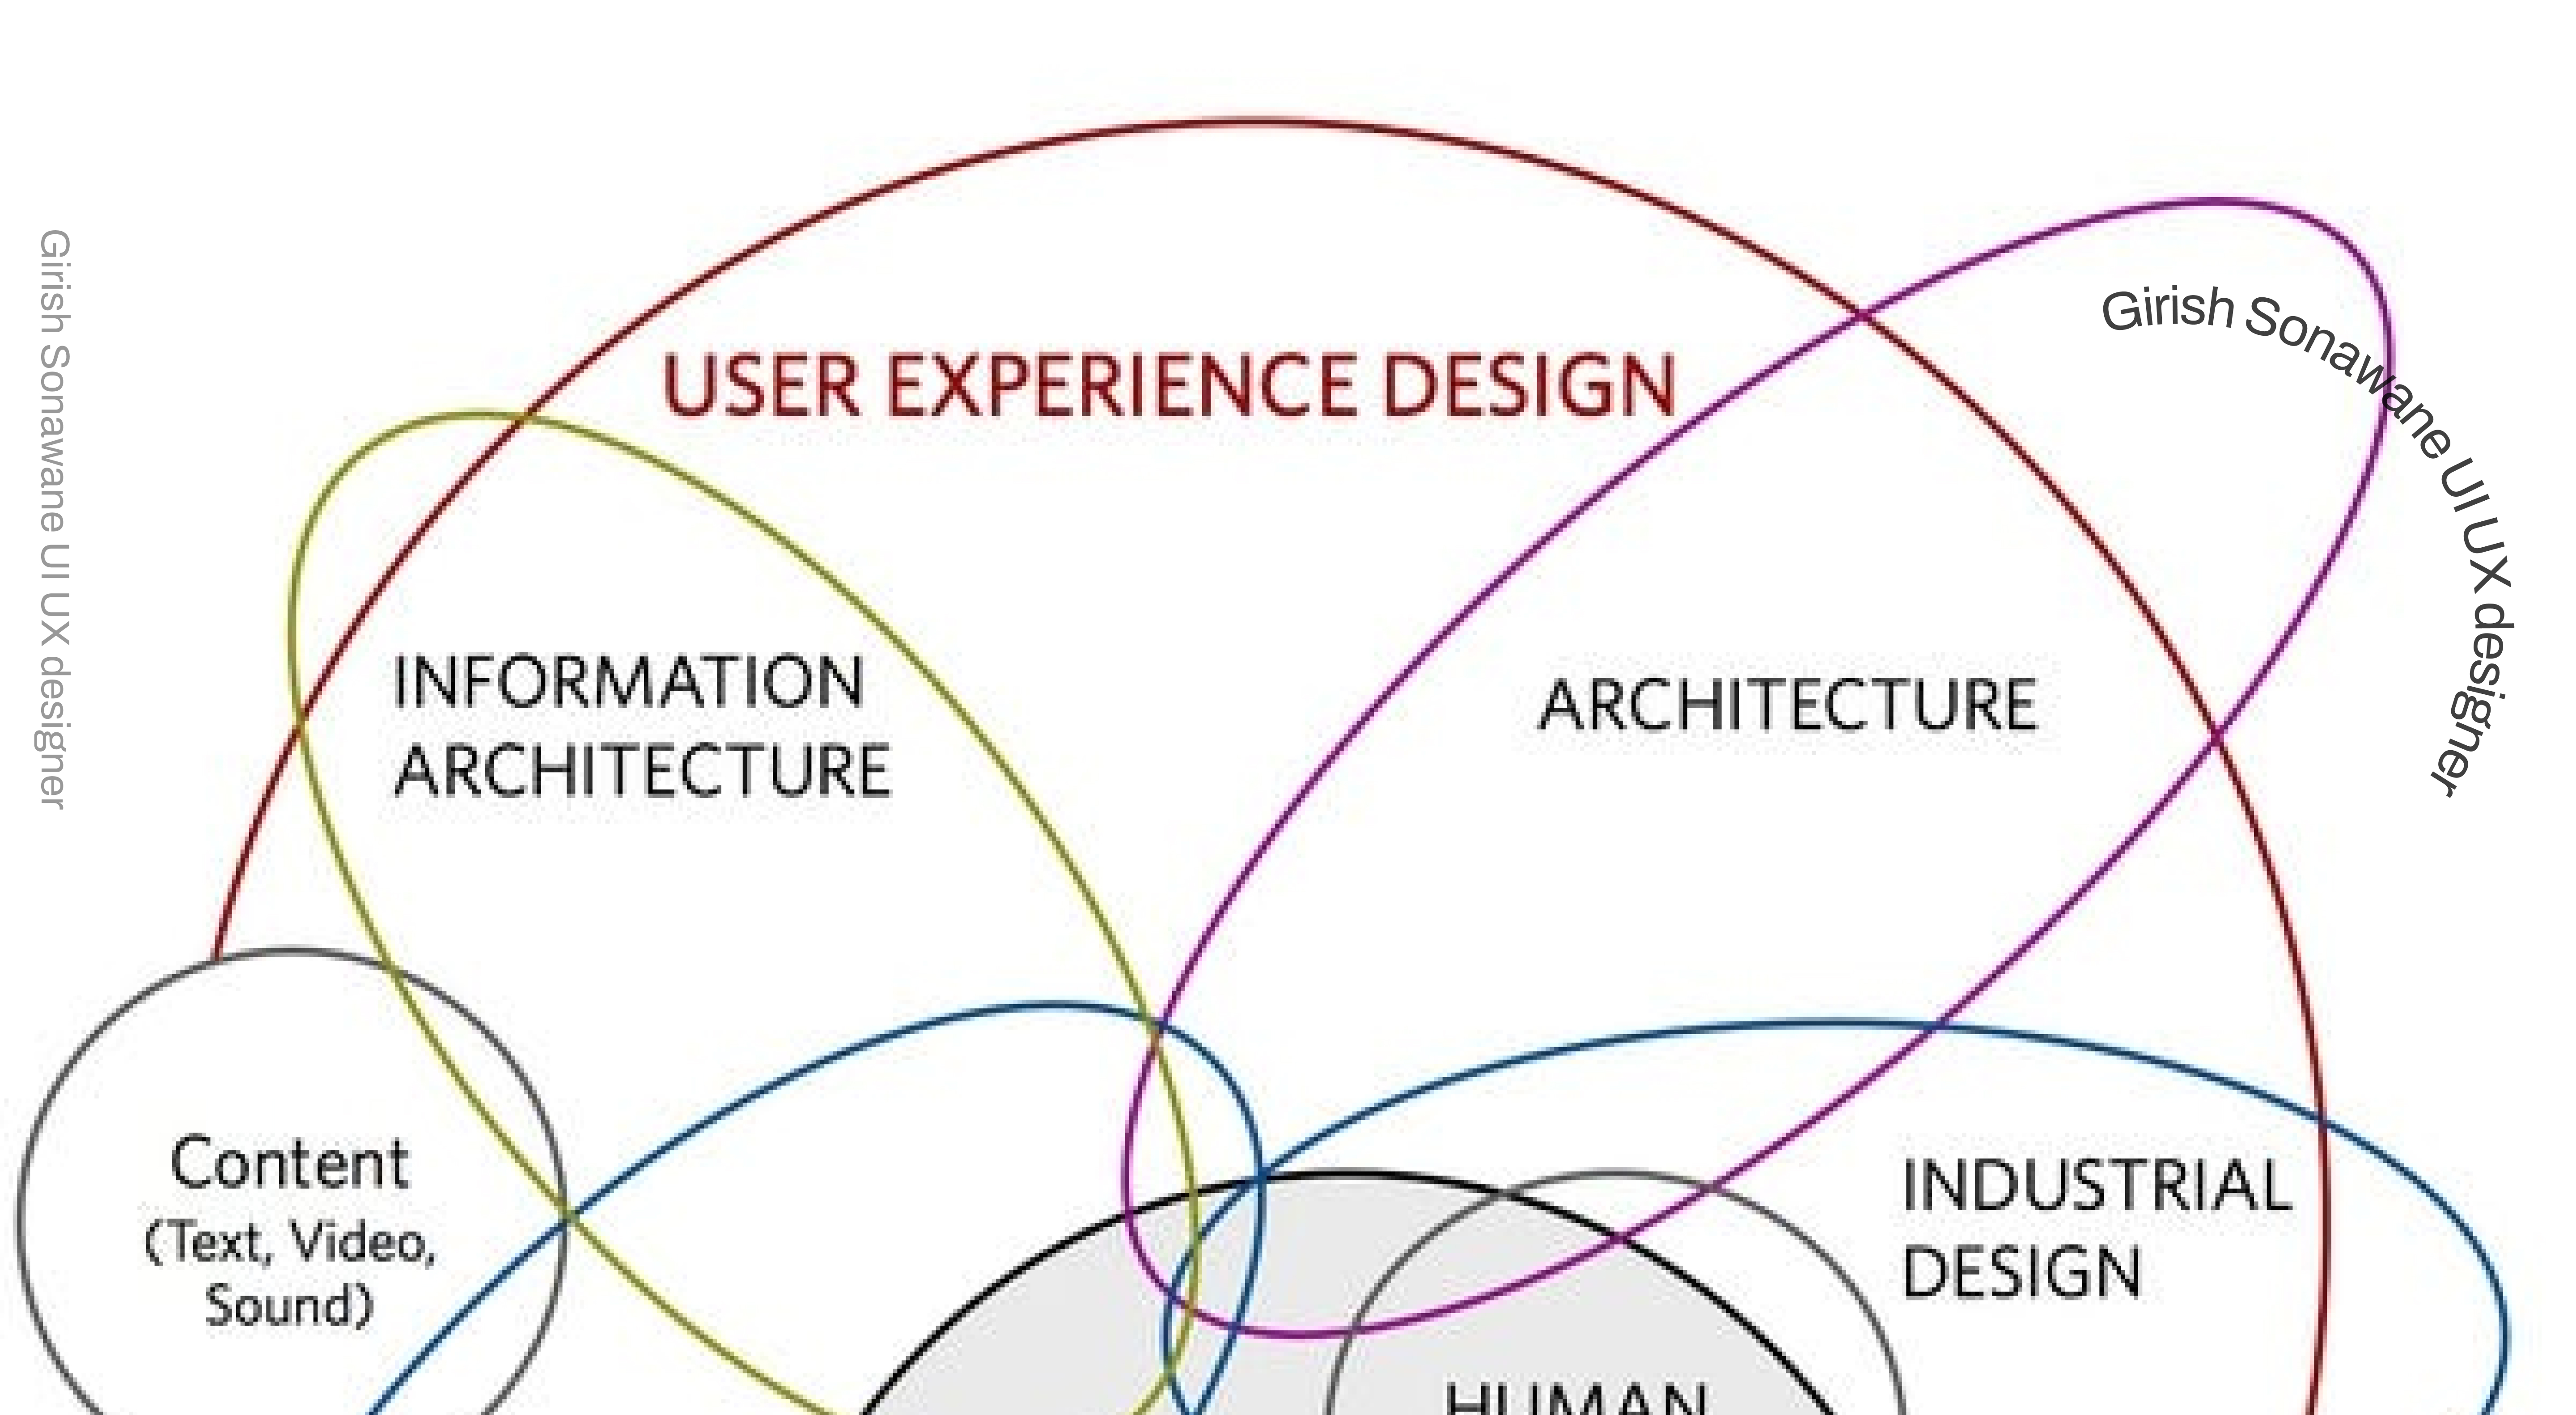 Girish Sonawane UI UX designer
Girish Sonawane UI UX designer
USER EXPERIENCE DESIGN
INFORMATION
ARCHITECTURE
ARCHITECTURE
Content
(Text, Video,
Sound)
INDUSTRIAL
DESIGN
HUMAN